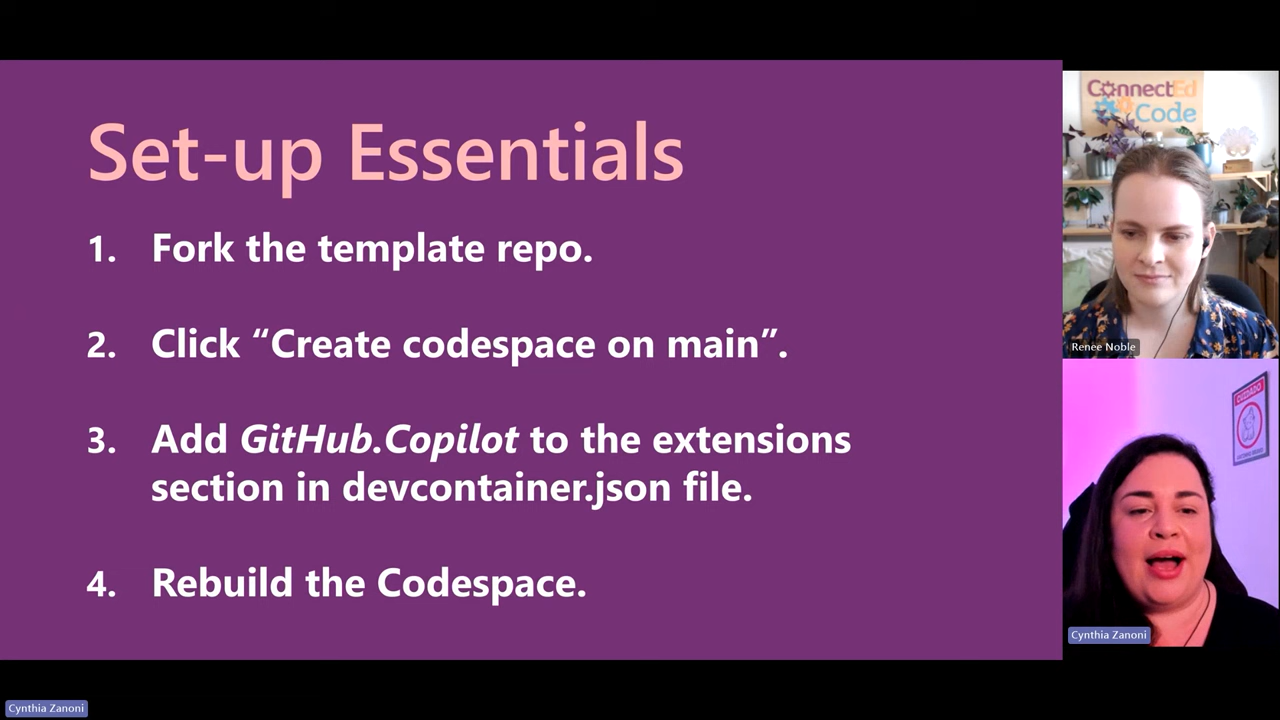 Set-up Essentials
1. Fork the template repo.
2. Click “Create codespace on main”.
3. Add GitHub.Copilot to the extensions
section in devcontainer.json file.
4. Rebuild the Codespace.
ConnectEd
Code
Renee Noble
CUIDADO
Cynthia Zanoni
Cynthia Zanoni